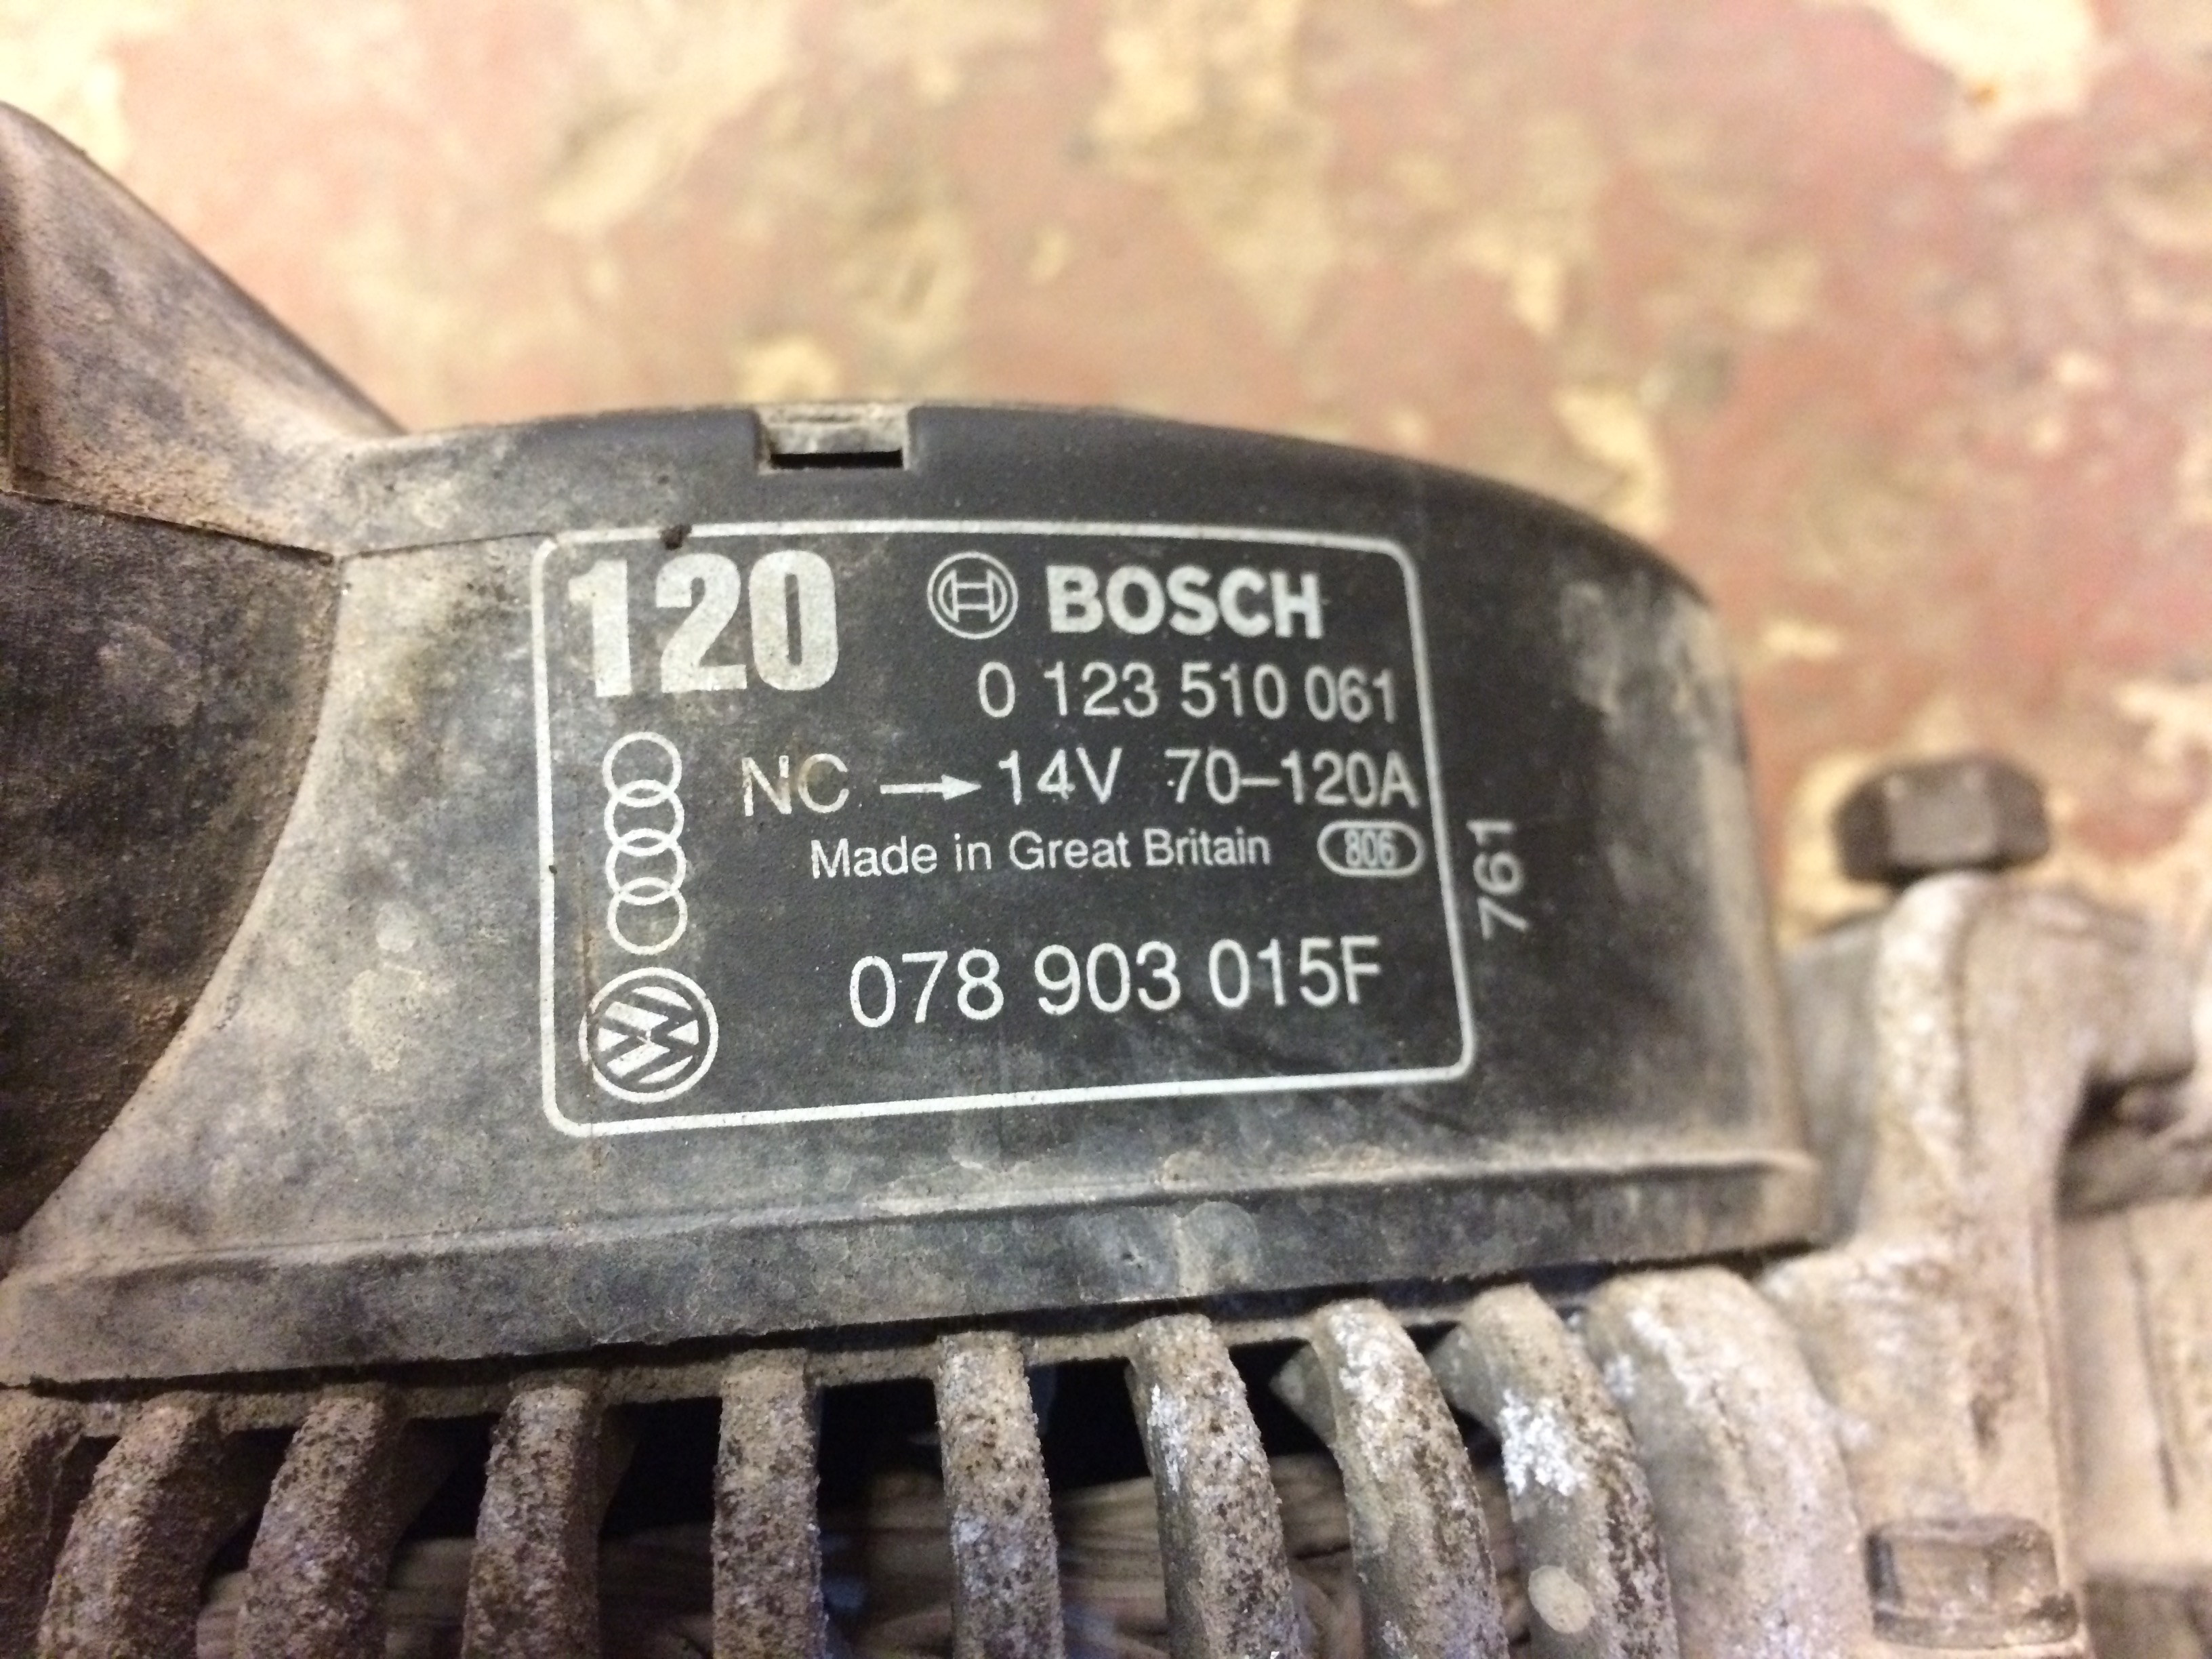 120
BOSCH
0 123 510 061
NC → 14V 70–120A
Made in Great Britain 806
078 903 015F
761